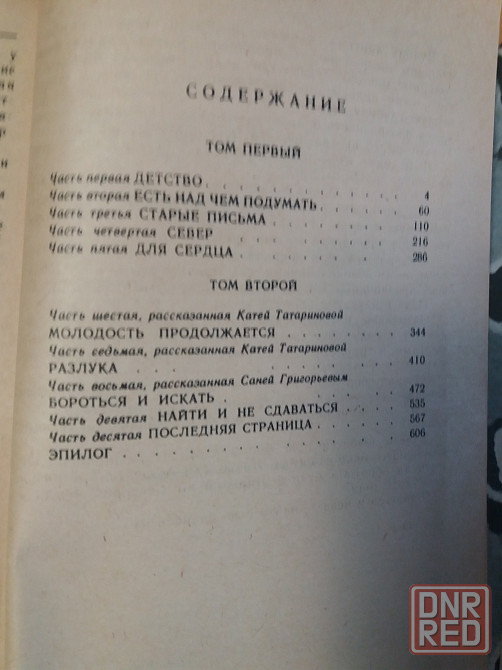 СОДЕРЖАНИЕ
ТОМ ПЕРВЫЙ
Часть первая ДЕТСТВО . . . . . . . . . 4
Часть вторая ЕСТЬ НАД ЧЕМ ПОДУМАТЬ . . . . 60
Часть третья СТАРЫЕ ПИСЬМА . . . . . . 110
Часть четвертая СЕВЕР . . . . . . . . 216
Часть пятая ДЛЯ СЕРДЦА . . . . . . . 286
ТОМ ВТОРОЙ
Часть шестая, рассказанная Катей Татариновой
МОЛОДОСТЬ ПРОДОЛЖАЕТСЯ . . . . . . 344
Часть седьмая, рассказанная Катей Татариновой
РАЗЛУКА . . . . . . . . . . 410
Часть восьмая, рассказанная Саней Григорьевым
БОРОТЬСЯ И ИСКАТЬ . . . . . . . . 472
Часть девятая НАЙТИ И НЕ СДАВАТЬСЯ . . . . 535
Часть десятая ПОСЛЕДНЯЯ СТРАНИЦА . . . . . 567
ЭПИЛОГ . . . . . . . . . . . 606
DNR
RED